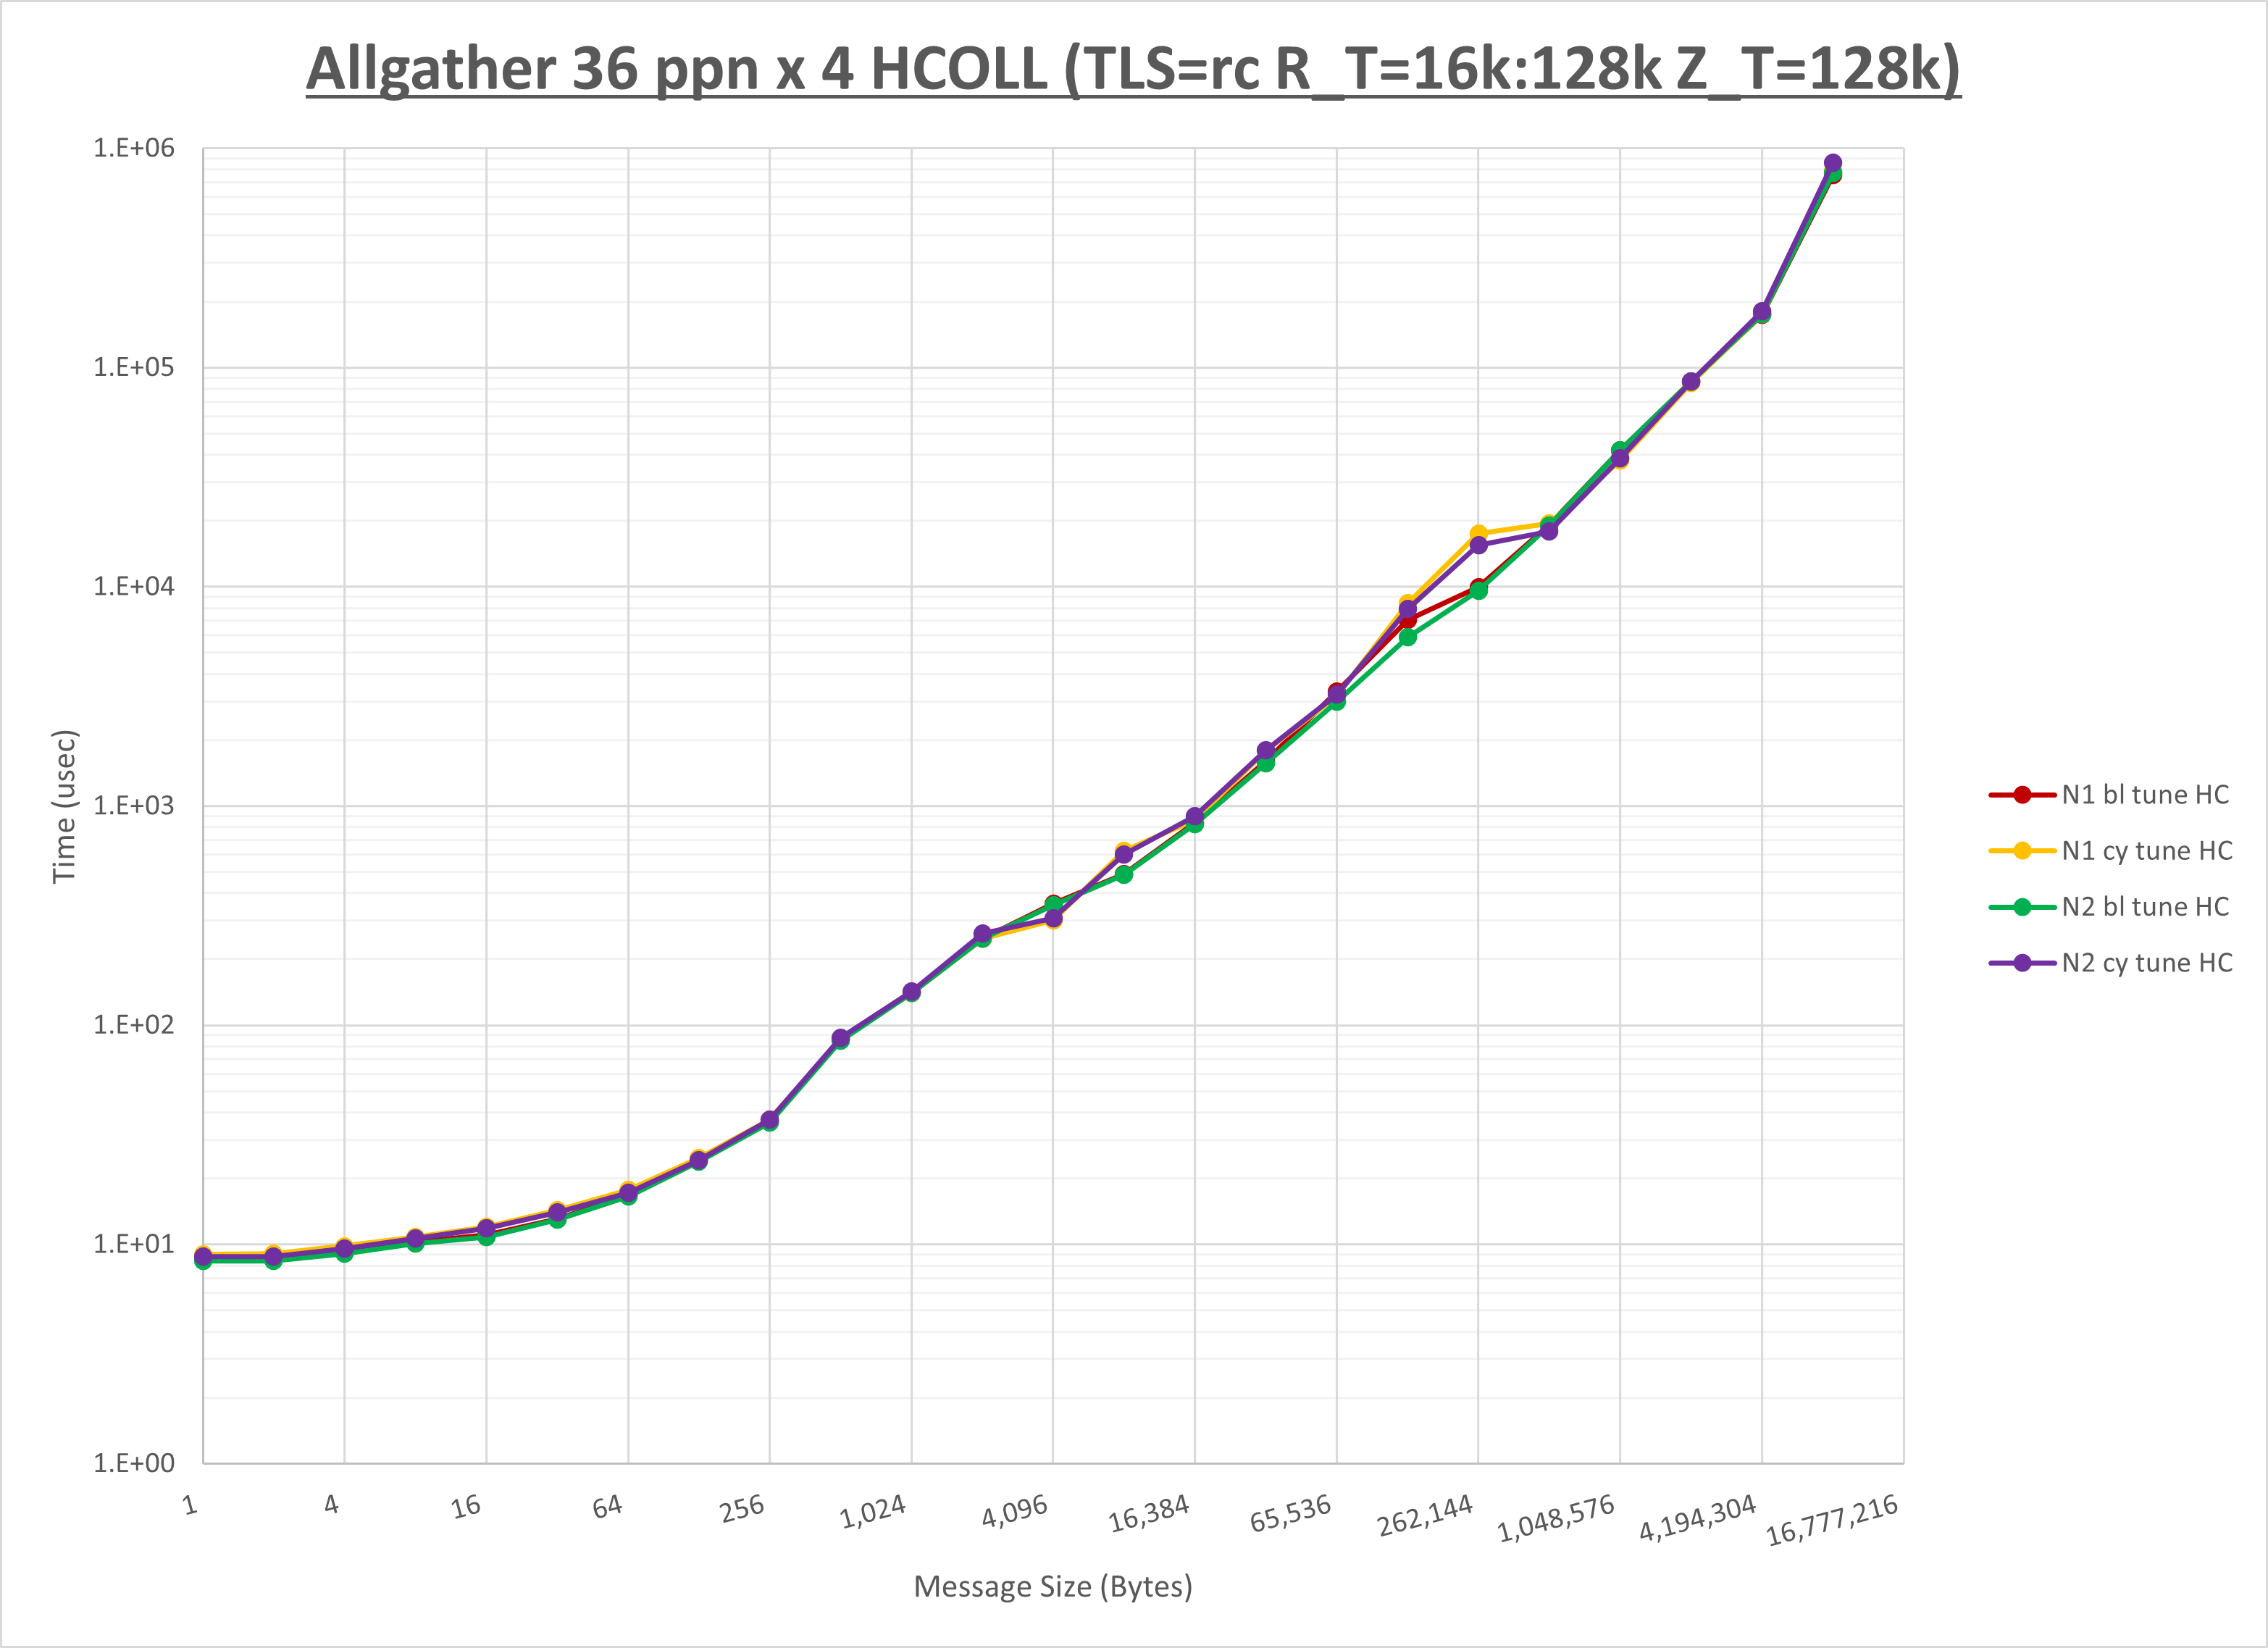 Allgather 36 ppn x 4 HCOLL (TLS=rc R_T=16k:128k Z_T=128k)
1.E+06
1.E+05
1.E+04
1.E+03
1.E+02
1.E+01
1.E+00
Time (usec)
1
4
16
64
256
1,024
4,096
16,384
65,536
262,144
1,048,576
4,194,304
16,777,216
Message Size (Bytes)
N1 bl tune HC
N1 cy tune HC
N2 bl tune HC
N2 cy tune HC